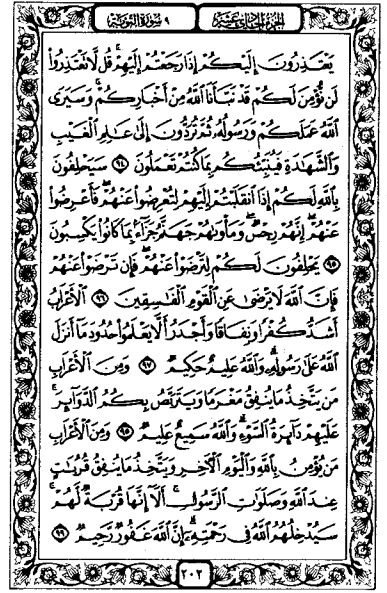 الجزء الحادي عشر ٩ سورة التوبة
يَعْتَذِرُونَ إِلَيْكُمْ إِذَا رَجَعْتُمْ إِلَيْهِمْ ۚ قُل لَّا تَعْتَذِرُوا
لَن نُّؤْمِنَ لَكُمْ قَدْ نَبَّأَنَا اللَّهُ مِنْ أَخْبَارِكُمْ ۚ وَسَيَرَى
اللَّهُ عَمَلَكُمْ وَرَسُولُهُ ثُمَّ تُرَدُّونَ إِلَىٰ عَالِمِ الْغَيْبِ
وَالشَّهَادَةِ فَيُنَبِّئُكُم بِمَا كُنتُمْ تَعْمَلُونَ ٩٤ سَيَحْلِفُونَ
بِاللَّهِ لَكُمْ إِذَا انقَلَبْتُمْ إِلَيْهِمْ لِتُعْرِضُوا عَنْهُمْ ۖ فَأَعْرِضُوا
عَنْهُمْ ۖ إِنَّهُمْ رِجْسٌ ۖ وَمَأْوَاهُمْ جَهَنَّمُ جَزَاءً بِمَا كَانُوا يَكْسِبُونَ
٩٥ يَحْلِفُونَ لَكُمْ لِتَرْضَوْا عَنْهُمْ ۖ فَإِن تَرْضَوْا عَنْهُمْ
فَإِنَّ اللَّهَ لَا يَرْضَىٰ عَنِ الْقَوْمِ الْفَاسِقِينَ ٩٦ الْأَعْرَابُ
أَشَدُّ كُفْرًا وَنِفَاقًا وَأَجْدَرُ أَلَّا يَعْلَمُوا حُدُودَ مَا أَنزَلَ
اللَّهُ عَلَىٰ رَسُولِهِ ۗ وَاللَّهُ عَلِيمٌ حَكِيمٌ ٩٧ وَمِنَ الْأَعْرَابِ
مَن يَتَّخِذُ مَا يُنفِقُ مَغْرَمًا وَيَتَرَبَّصُ بِكُمُ الدَّوَائِرَ ۚ
عَلَيْهِمْ دَائِرَةُ السَّوْءِ ۗ وَاللَّهُ سَمِيعٌ عَلِيمٌ ٩٨ وَمِنَ الْأَعْرَابِ
مَن يُؤْمِنُ بِاللَّهِ وَالْيَوْمِ الْآخِرِ وَيَتَّخِذُ مَا يُنفِقُ قُرُبَاتٍ
عِندَ اللَّهِ وَصَلَوَاتِ الرَّسُولِ ۚ أَلَا إِنَّهَا قُرْبَةٌ لَّهُمْ ۚ
سَيُدْخِلُهُمُ اللَّهُ فِي رَحْمَتِهِ ۗ إِنَّ اللَّهَ غَفُورٌ رَّحِيمٌ ٩٩
٢٠٢